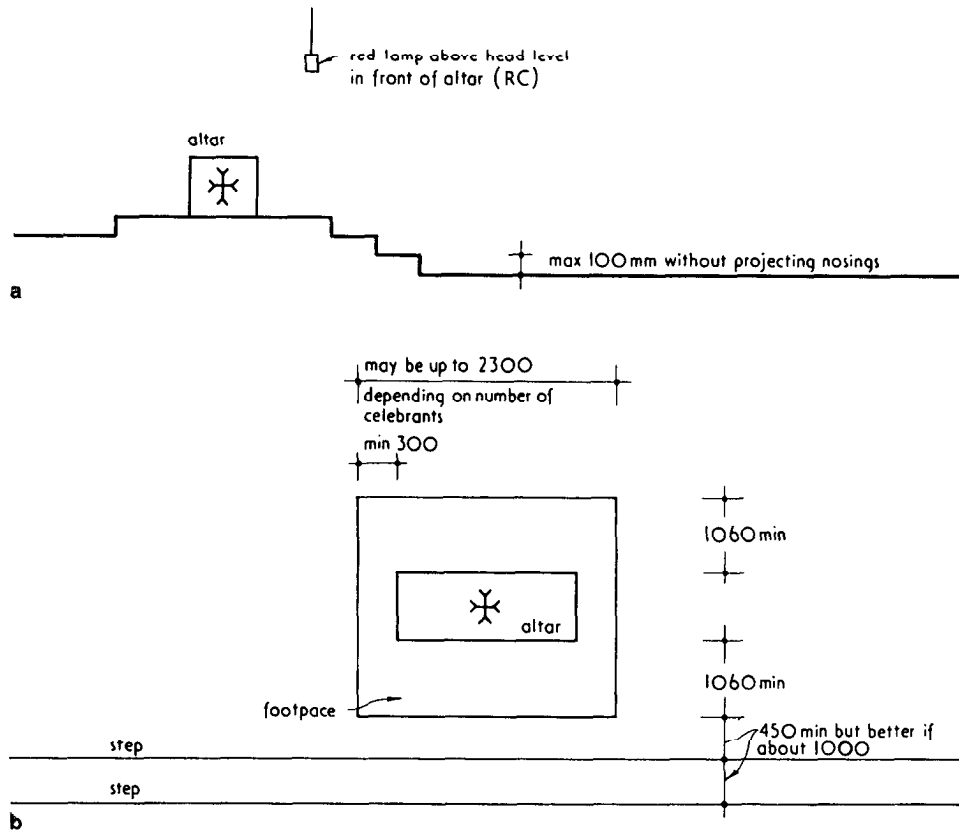 red lamp above head level
in front of altar (RC)
altar
max 100mm without projecting nosings
a
may be up to 2300
depending on number of
celebrants
min 300
1060 min
altar
1060 min
footpace
450 min but better if
about 1000
step
step
b